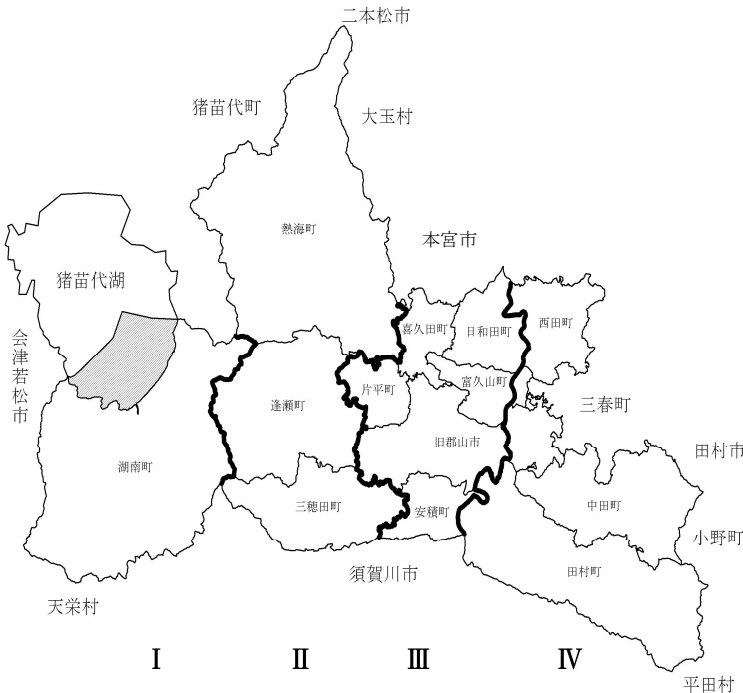 二本松市
猪苗代町
大玉村
熱海町
本宮市
猪苗代湖
会津若松市
喜久田町
日和田町
西田町
片平町
富久山町
三春町
逢瀬町
旧郡山市
田村市
湖南町
三穂田町
安積町
中田町
小野町
須賀川市
田村町
天栄村
Ⅰ
Ⅱ
Ⅲ
Ⅳ
平田村